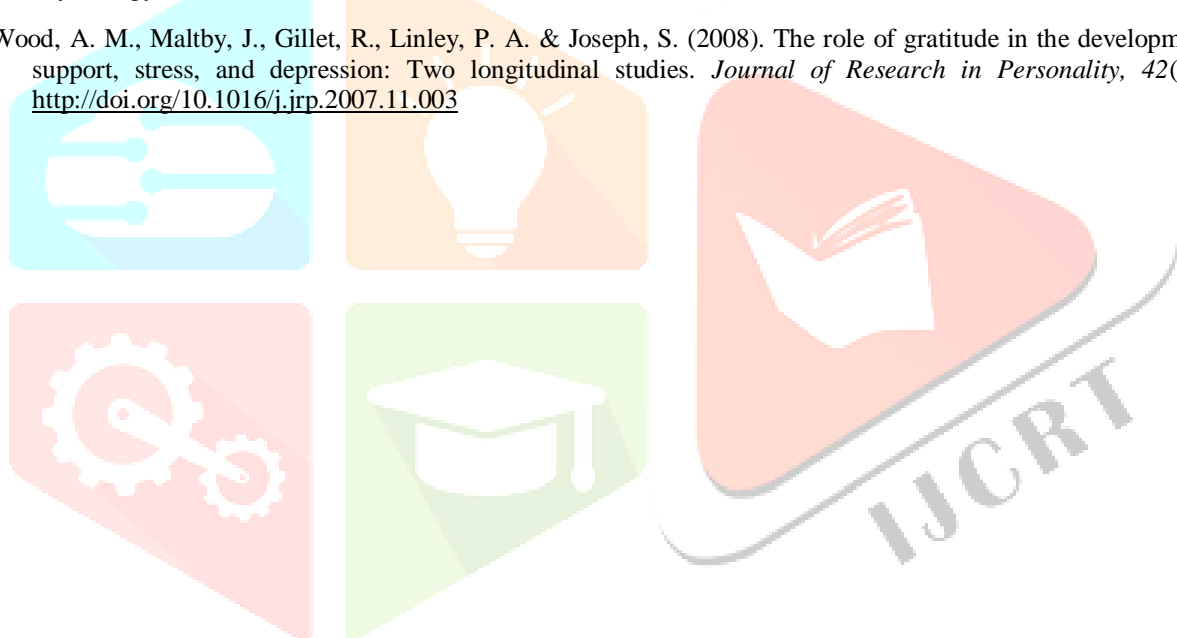 Wood, A. M., Maltby, J., Gillet, R., Linley, P. A. & Joseph, S. (2008). The role of gratitude in the developm
support, stress, and depression: Two longitudinal studies. Journal of Research in Personality, 42(
http://doi.org/10.1016/j.jrp.2007.11.003
IJCRT